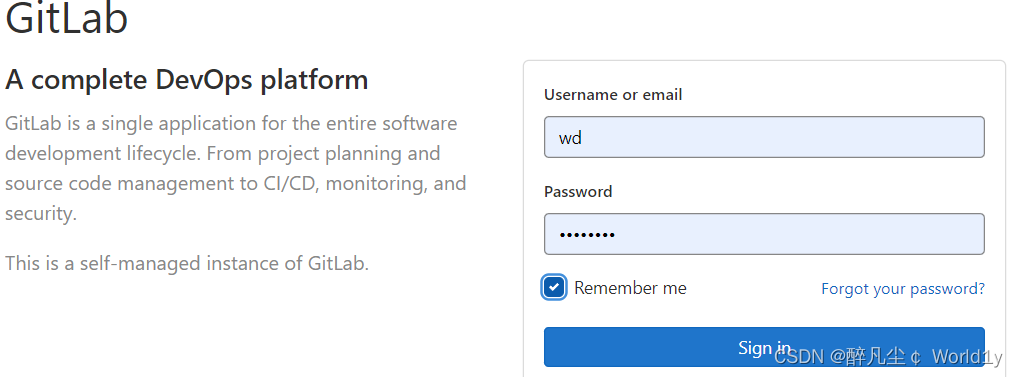 GitLab
A complete DevOps platform
GitLab is a single application for the entire software
development lifecycle. From project planning and
source code management to CI/CD, monitoring, and
security.
This is a self-managed instance of GitLab.
Username or email
wd
Password
••••••••
Remember me
Forgot your password?
Sign in
CSDN @醉凡尘¢ World1y